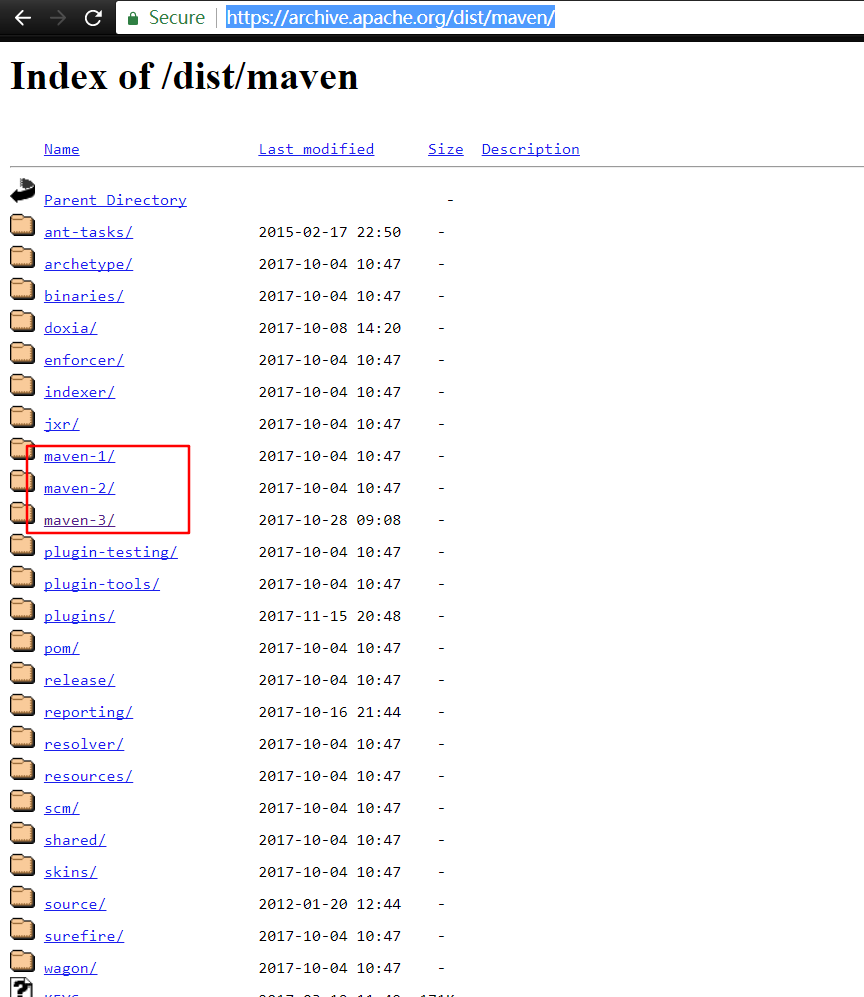 Secure https://archive.apache.org/dist/maven/
Index of /dist/maven
Name Last modified Size Description
Parent Directory -
ant-tasks/ 2015-02-17 22:50 -
archetype/ 2017-10-04 10:47 -
binaries/ 2017-10-04 10:47 -
doxia/ 2017-10-08 14:20 -
enforcer/ 2017-10-04 10:47 -
indexer/ 2017-10-04 10:47 -
jxr/ 2017-10-04 10:47 -
maven-1/ 2017-10-04 10:47 -
maven-2/ 2017-10-04 10:47 -
maven-3/ 2017-10-28 09:08 -
plugin-testing/ 2017-10-04 10:47 -
plugin-tools/ 2017-10-04 10:47 -
plugins/ 2017-11-15 20:48 -
pom/ 2017-10-04 10:47 -
release/ 2017-10-04 10:47 -
reporting/ 2017-10-16 21:44 -
resolver/ 2017-10-04 10:47 -
resources/ 2017-10-04 10:47 -
scm/ 2017-10-04 10:47 -
shared/ 2017-10-04 10:47 -
skins/ 2017-10-04 10:47 -
source/ 2012-01-20 12:44 -
surefire/ 2017-10-04 10:47 -
wagon/ 2017-10-04 10:47 -